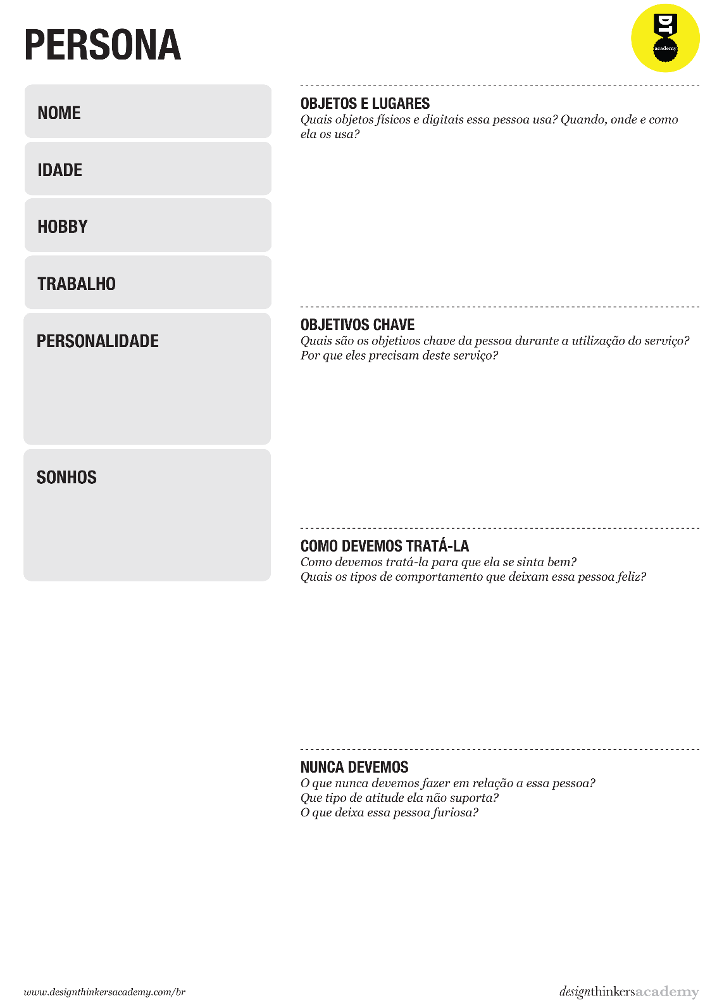 PERSONA
DT
academy
NOME
IDADE
HOBBY
TRABALHO
PERSONALIDADE
SONHOS
OBJETOS E LUGARES
Quais objetos físicos e digitais essa pessoa usa? Quando, onde e como
ela os usa?
OBJETIVOS CHAVE
Quais são os objetivos chave da pessoa durante a utilização do serviço?
Por que eles precisam deste serviço?
COMO DEVEMOS TRATÁ-LA
Como devemos tratá-la para que ela se sinta bem?
Quais os tipos de comportamento que deixam essa pessoa feliz?
NUNCA DEVEMOS
O que nunca devemos fazer em relação a essa pessoa?
Que tipo de atitude ela não suporta?
O que deixa essa pessoa furiosa?
www.designthinkersacademy.com/br
designthinkersacademy